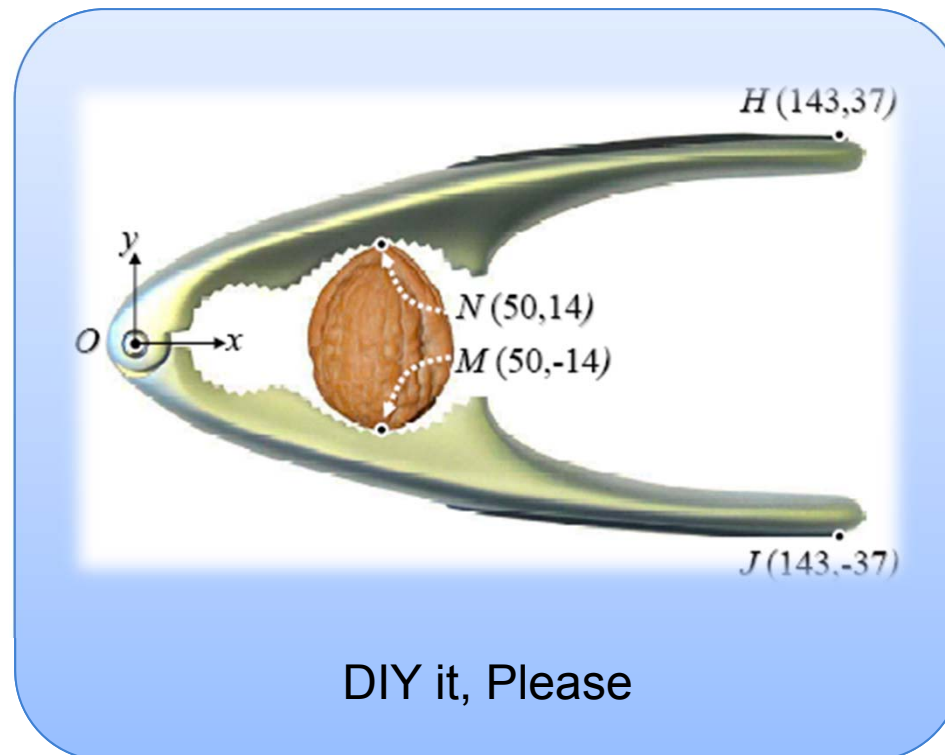 H (143,37)
y
O
x
N (50,14)
M (50,-14)
J (143,-37)
DIY it, Please